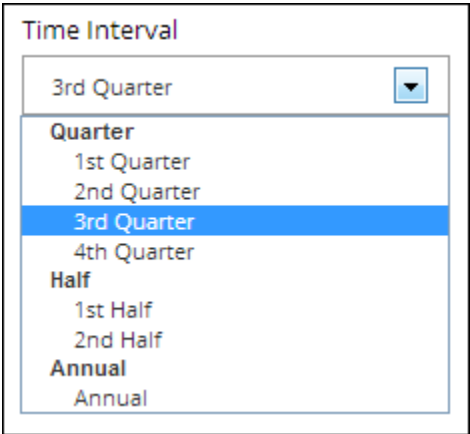 Time Interval
3rd Quarter
Quarter
1st Quarter
2nd Quarter
3rd Quarter
4th Quarter
Half
1st Half
2nd Half
Annual
Annual